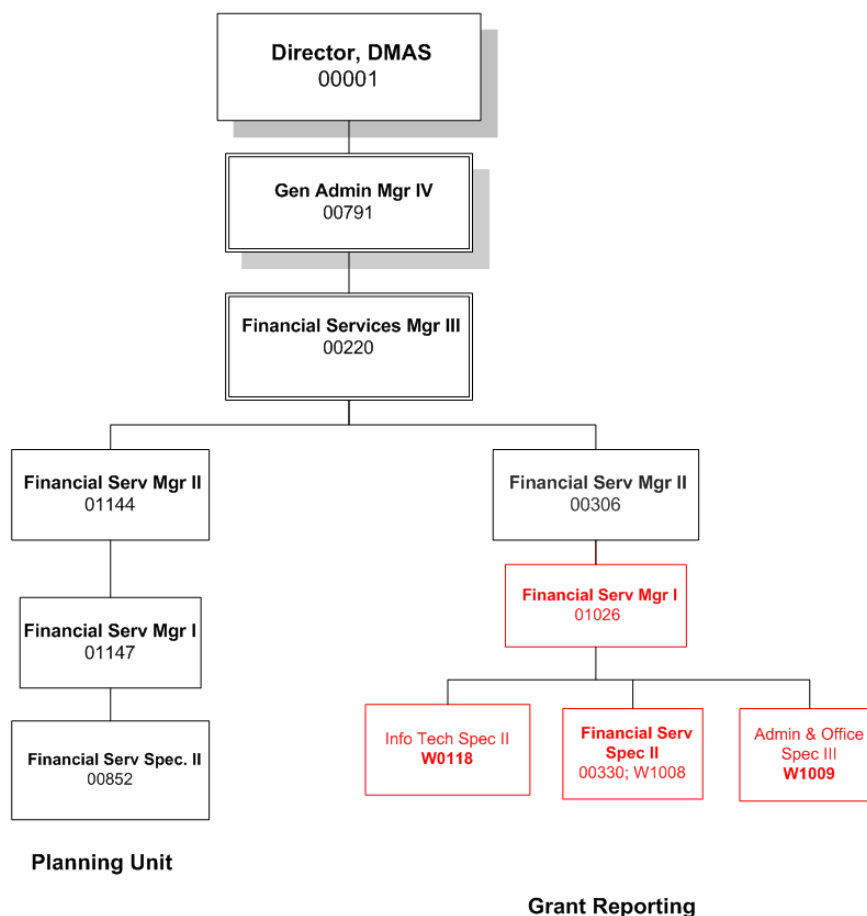 Director, DMAS
00001
Gen Admin Mgr IV
00791
Financial Services Mgr III
00220
Financial Serv Mgr II
01144
Financial Serv Mgr I
01147
Financial Serv Spec. II
00852
Planning Unit
Financial Serv Mgr II
00306
Financial Serv Mgr I
01026
Info Tech Spec II
W0118
Financial Serv
Spec II
00330; W1008
Admin & Office
Spec III
W1009
Grant Reporting